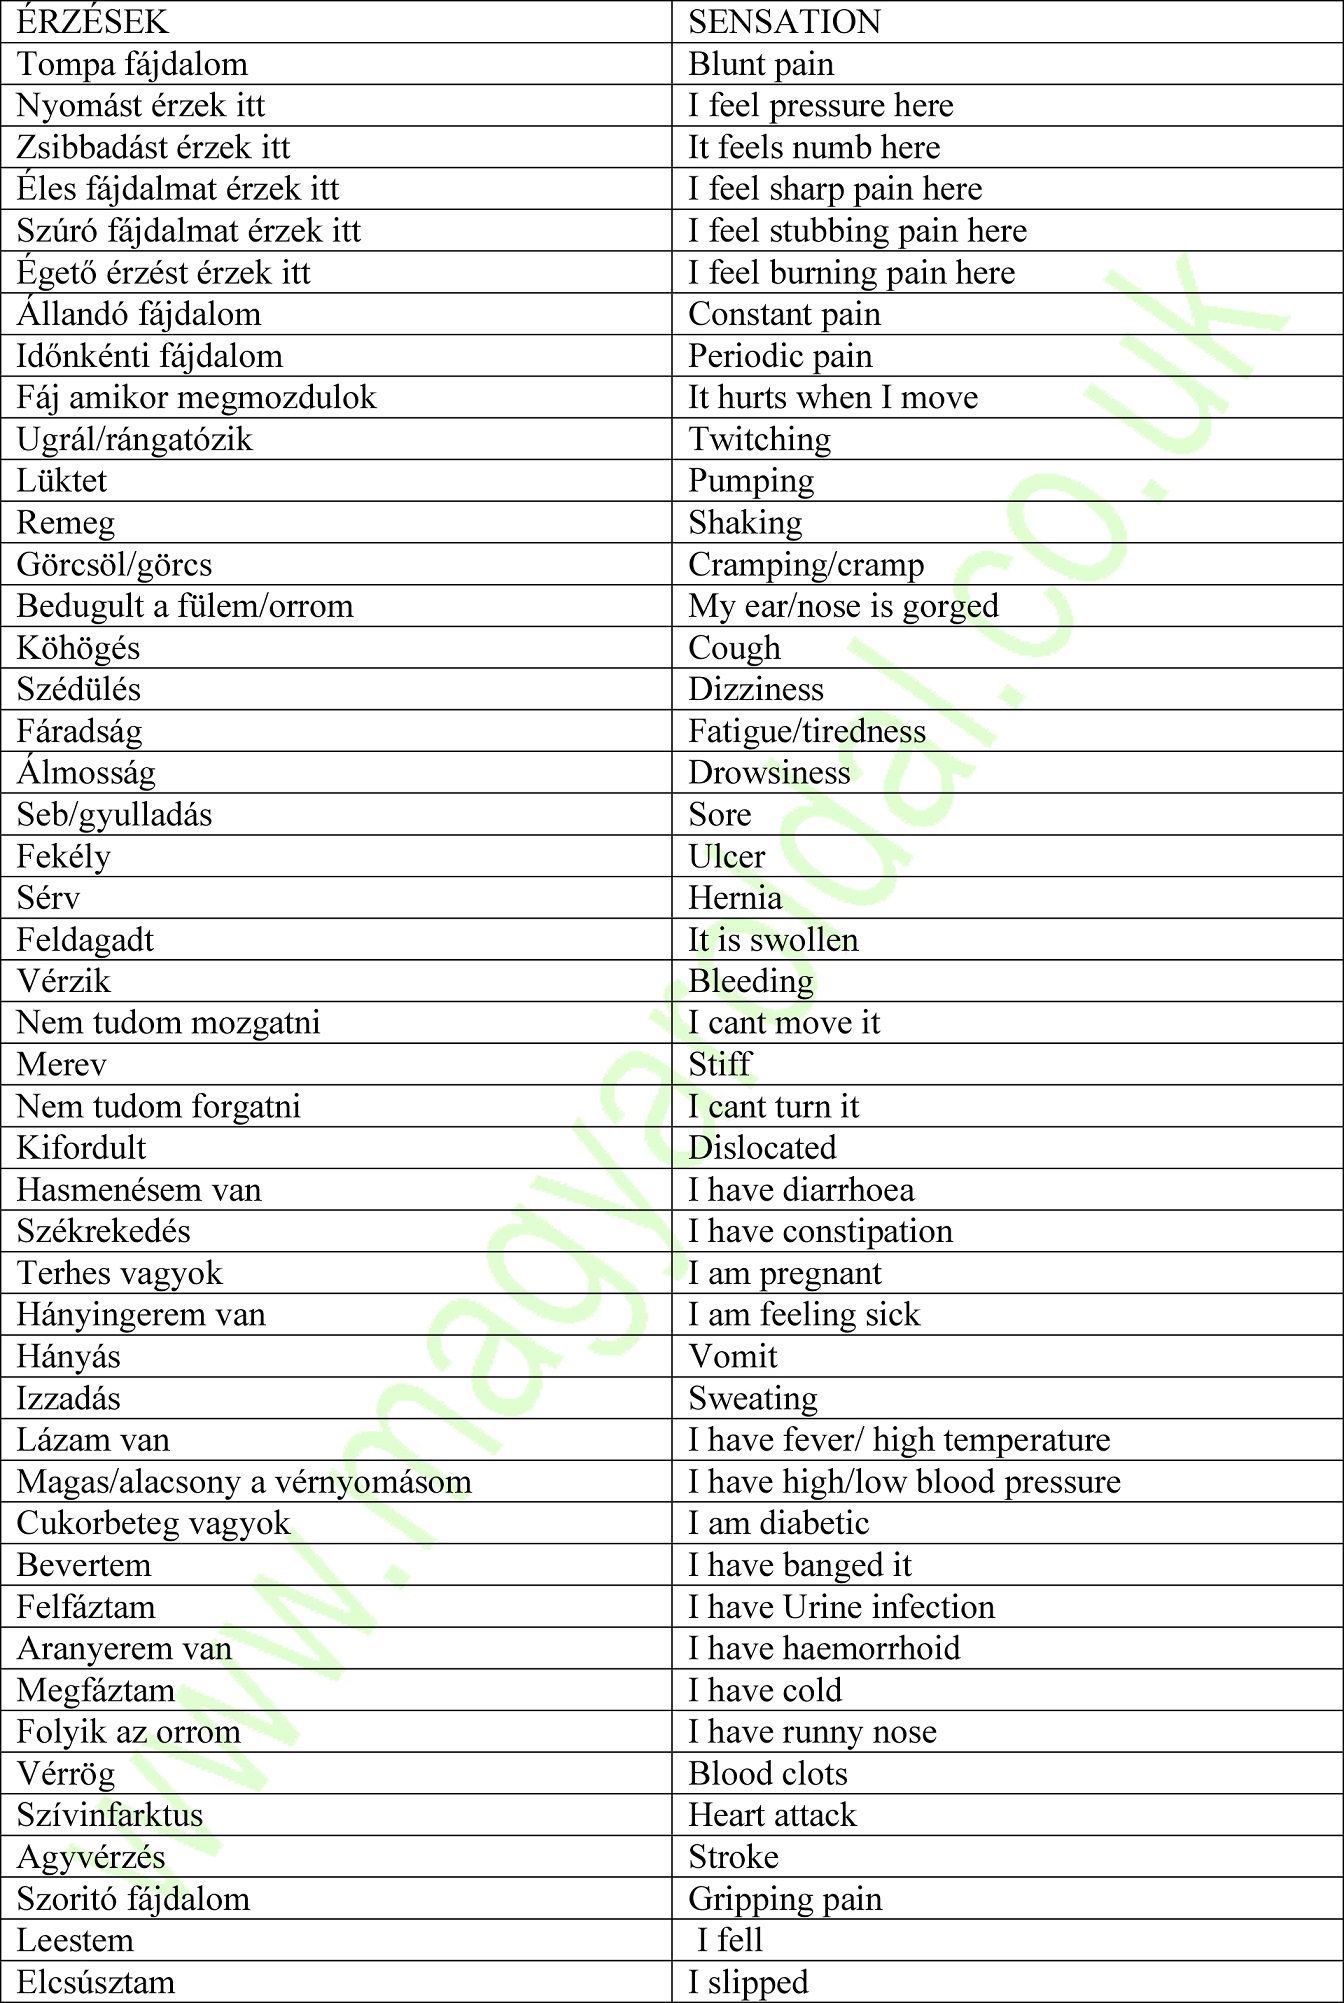 ÉRZÉSEK SENSATION
Tompa fájdalom Blunt pain
Nyomást érzek itt I feel pressure here
Zsibbadást érzek itt It feels numb here
Éles fájdalmat érzek itt I feel sharp pain here
Szúró fájdalmat érzek itt I feel stubbing pain here
Égető érzést érzek itt I feel burning pain here
Állandó fájdalom Constant pain
Időnkénti fájdalom Periodic pain
Fáj amikor megmozdulok It hurts when I move
Ugrál/rángatózik Twitching
Lüktet Pumping
Remeg Shaking
Görcsöl/görcs Cramping/cramp
Bedugult a fülem/orrom My ear/nose is gorged
Köhögés Cough
Szédülés Dizziness
Fáradság Fatigue/tiredness
Álmosság Drowsiness
Seb/gyulladás Sore
Fekély Ulcer
Sérv Hernia
Feldagadt It is swollen
Vérzik Bleeding
Nem tudom mozgatni I cant move it
Merev Stiff
Nem tudom forgatni I cant turn it
Kifordult Dislocated
Hasmenésem van I have diarrhoea
Székrekedés I have constipation
Terhes vagyok I am pregnant
Hányingerem van I am feeling sick
Hányás Vomit
Izzadás Sweating
Lázam van I have fever/ high temperature
Magas/alacsony a vérnyomásom I have high/low blood pressure
Cukorbeteg vagyok I am diabetic
Bevertem I have banged it
Felfáztam I have Urine infection
Aranyerem van I have haemorrhoid
Megfáztam I have cold
Folyik az orrom I have runny nose
Vérrög Blood clots
Szívinfarktus Heart attack
Agyvérzés Stroke
Szoritó fájdalom Gripping pain
Leestem I fell
Elcsúsztam I slipped
www.magyaroldal.co.uk